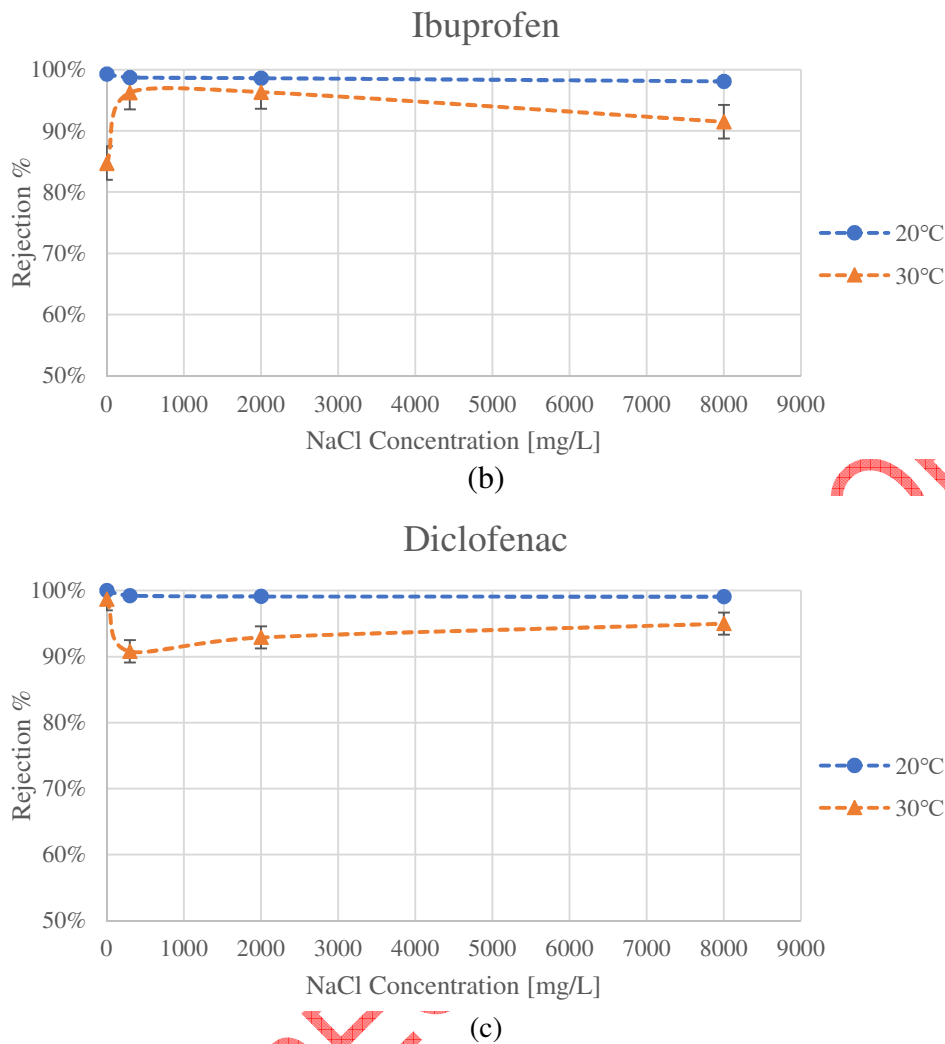 Ibuprofen
100%
90%
80%
70%
60%
50%
Rejection %
0 1000 2000 3000 4000 5000 6000 7000 8000 9000
NaCl Concentration [mg/L]
20°C
30°C
(b)
Diclofenac
100%
90%
80%
70%
60%
50%
Rejection %
0 1000 2000 3000 4000 5000 6000 7000 8000 9000
NaCl Concentration [mg/L]
20°C
30°C
(c)